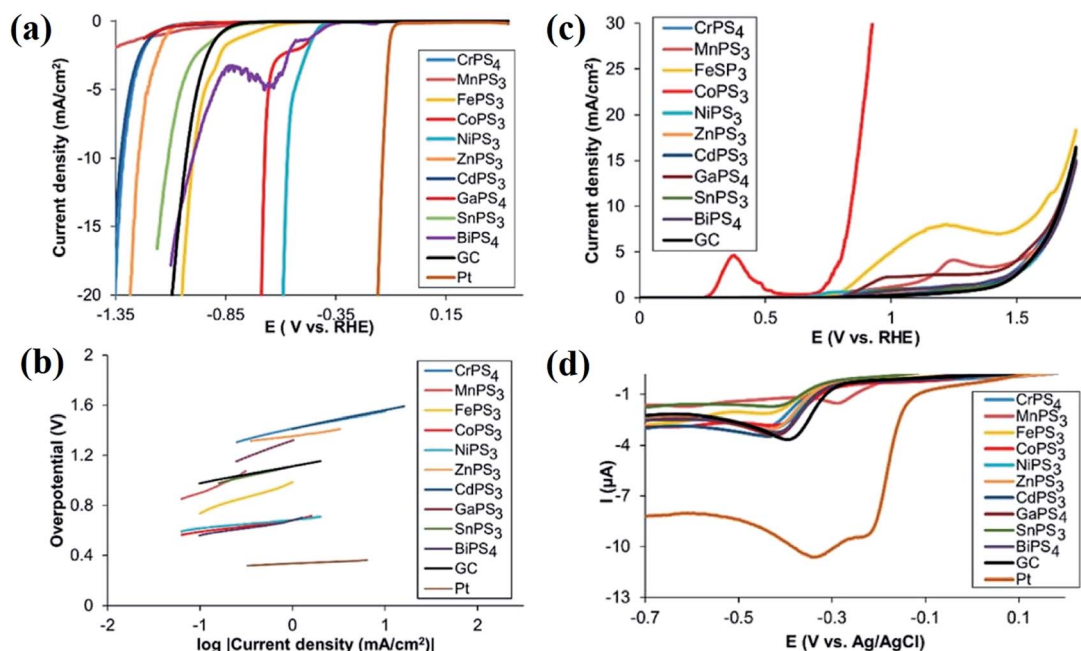 (a)
Current density (mA/cm²)
0
-5
-10
-15
-20
-1.35
-0.85
-0.35
0.15
E ( V vs. RHE)
CrPS4
MnPS3
FePS3
CoPS3
NiPS3
ZnPS3
CdPS3
GaPS4
SnPS3
BiPS4
GC
Pt
(c)
Current density (mA/cm²)
30
25
20
15
10
5
0
0
0.5
1
1.5
E (V vs. RHE)
CrPS4
MnPS3
FeSP3
CoPS3
NiPS3
ZnPS3
CdPS3
GaPS4
SnPS3
BiPS4
GC
(b)
Overpotential (V)
2
1.6
1.2
0.8
0.4
0
-2
-1
0
1
2
log |Current density (mA/cm²)|
CrPS4
MnPS3
FePS3
CoPS3
NiPS3
ZnPS3
CdPS3
GaPS3
SnPS3
BiPS4
GC
Pt
(d)
I (µA)
-1
-4
-7
-10
-13
-0.7
-0.5
-0.3
-0.1
0.1
E (V vs. Ag/AgCl)
CrPS4
MnPS3
FePS3
CoPS3
NiPS3
ZnPS3
CdPS3
GaPS4
SnPS3
BiPS4
GC
Pt